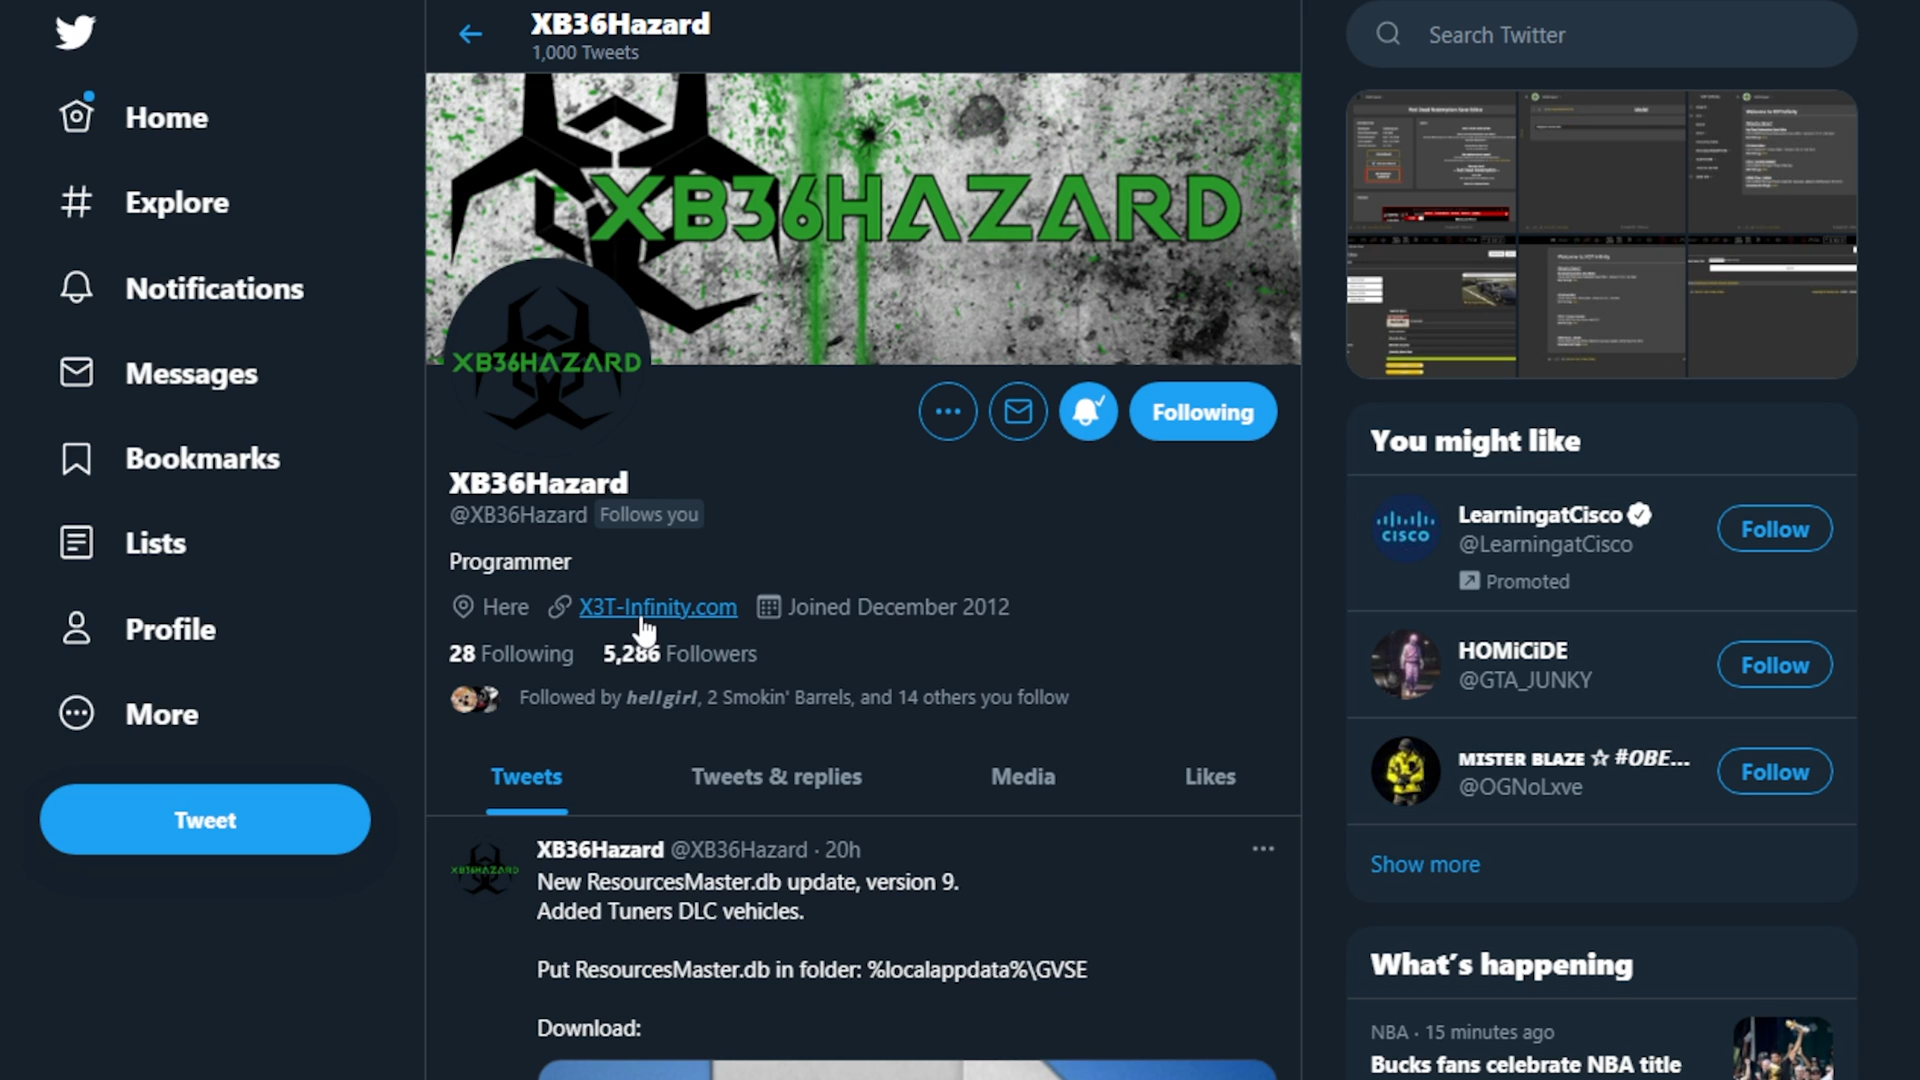 XB36Hazard
1,000 Tweets
Search Twitter
Home
Explore
Notifications
Messages
Bookmarks
Lists
Profile
More
Tweet
XB36HAZARD
XB36HAZARD
Following
XB36Hazard
@XB36Hazard Follows you
Programmer
Here X3T-Infinity.com Joined December 2012
28 Following 5,286 Followers
Followed by hellgirl, 2 Smokin' Barrels, and 14 others you follow
Tweets Tweets & replies Media Likes
XB36HAZARD
XB36Hazard @XB36Hazard · 20h
New ResourcesMaster.db update, version 9.
Added Tuners DLC vehicles.
Put ResourcesMaster.db in folder: %localappdata%\GVSE
Download:
You might like
CISCO
LearningatCisco
@LearningatCisco
Promoted
Follow
HOMiCiDE
@GTA_JUNKY
Follow
ᴍɪsᴛᴇʀ ʙʟᴀᴢᴇ ☆ #OBE...
@OGNoLxve
Follow
Show more
What's happening
NBA · 15 minutes ago
Bucks fans celebrate NBA title